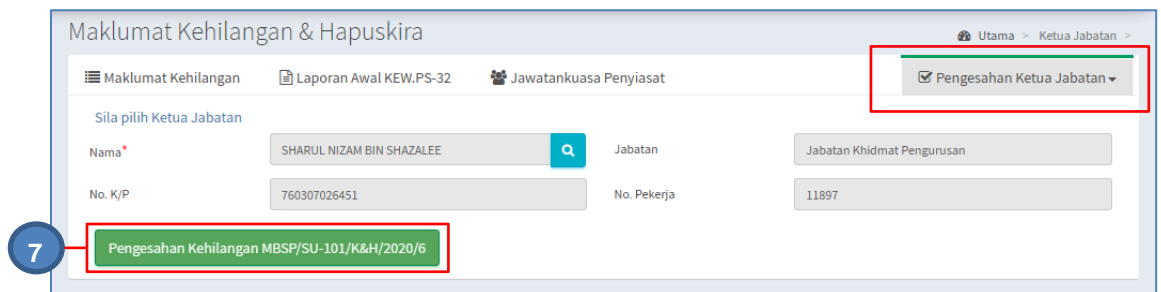 Maklumat Kehilangan & Hapuskira
Utama > Ketua Jabatan >
Maklumat Kehilangan Laporan Awal KEW.PS-32 Jawatankuasa Penyiasat Pengesahan Ketua Jabatan
Sila pilih Ketua Jabatan
Nama* SHARUL NIZAM BIN SHAZALEE Jabatan Jabatan Khidmat Pengurusan
No. K/P 760307026451 No. Pekerja 11897
7 Pengesahan Kehilangan MBSP/SU-101/K&H/2020/6